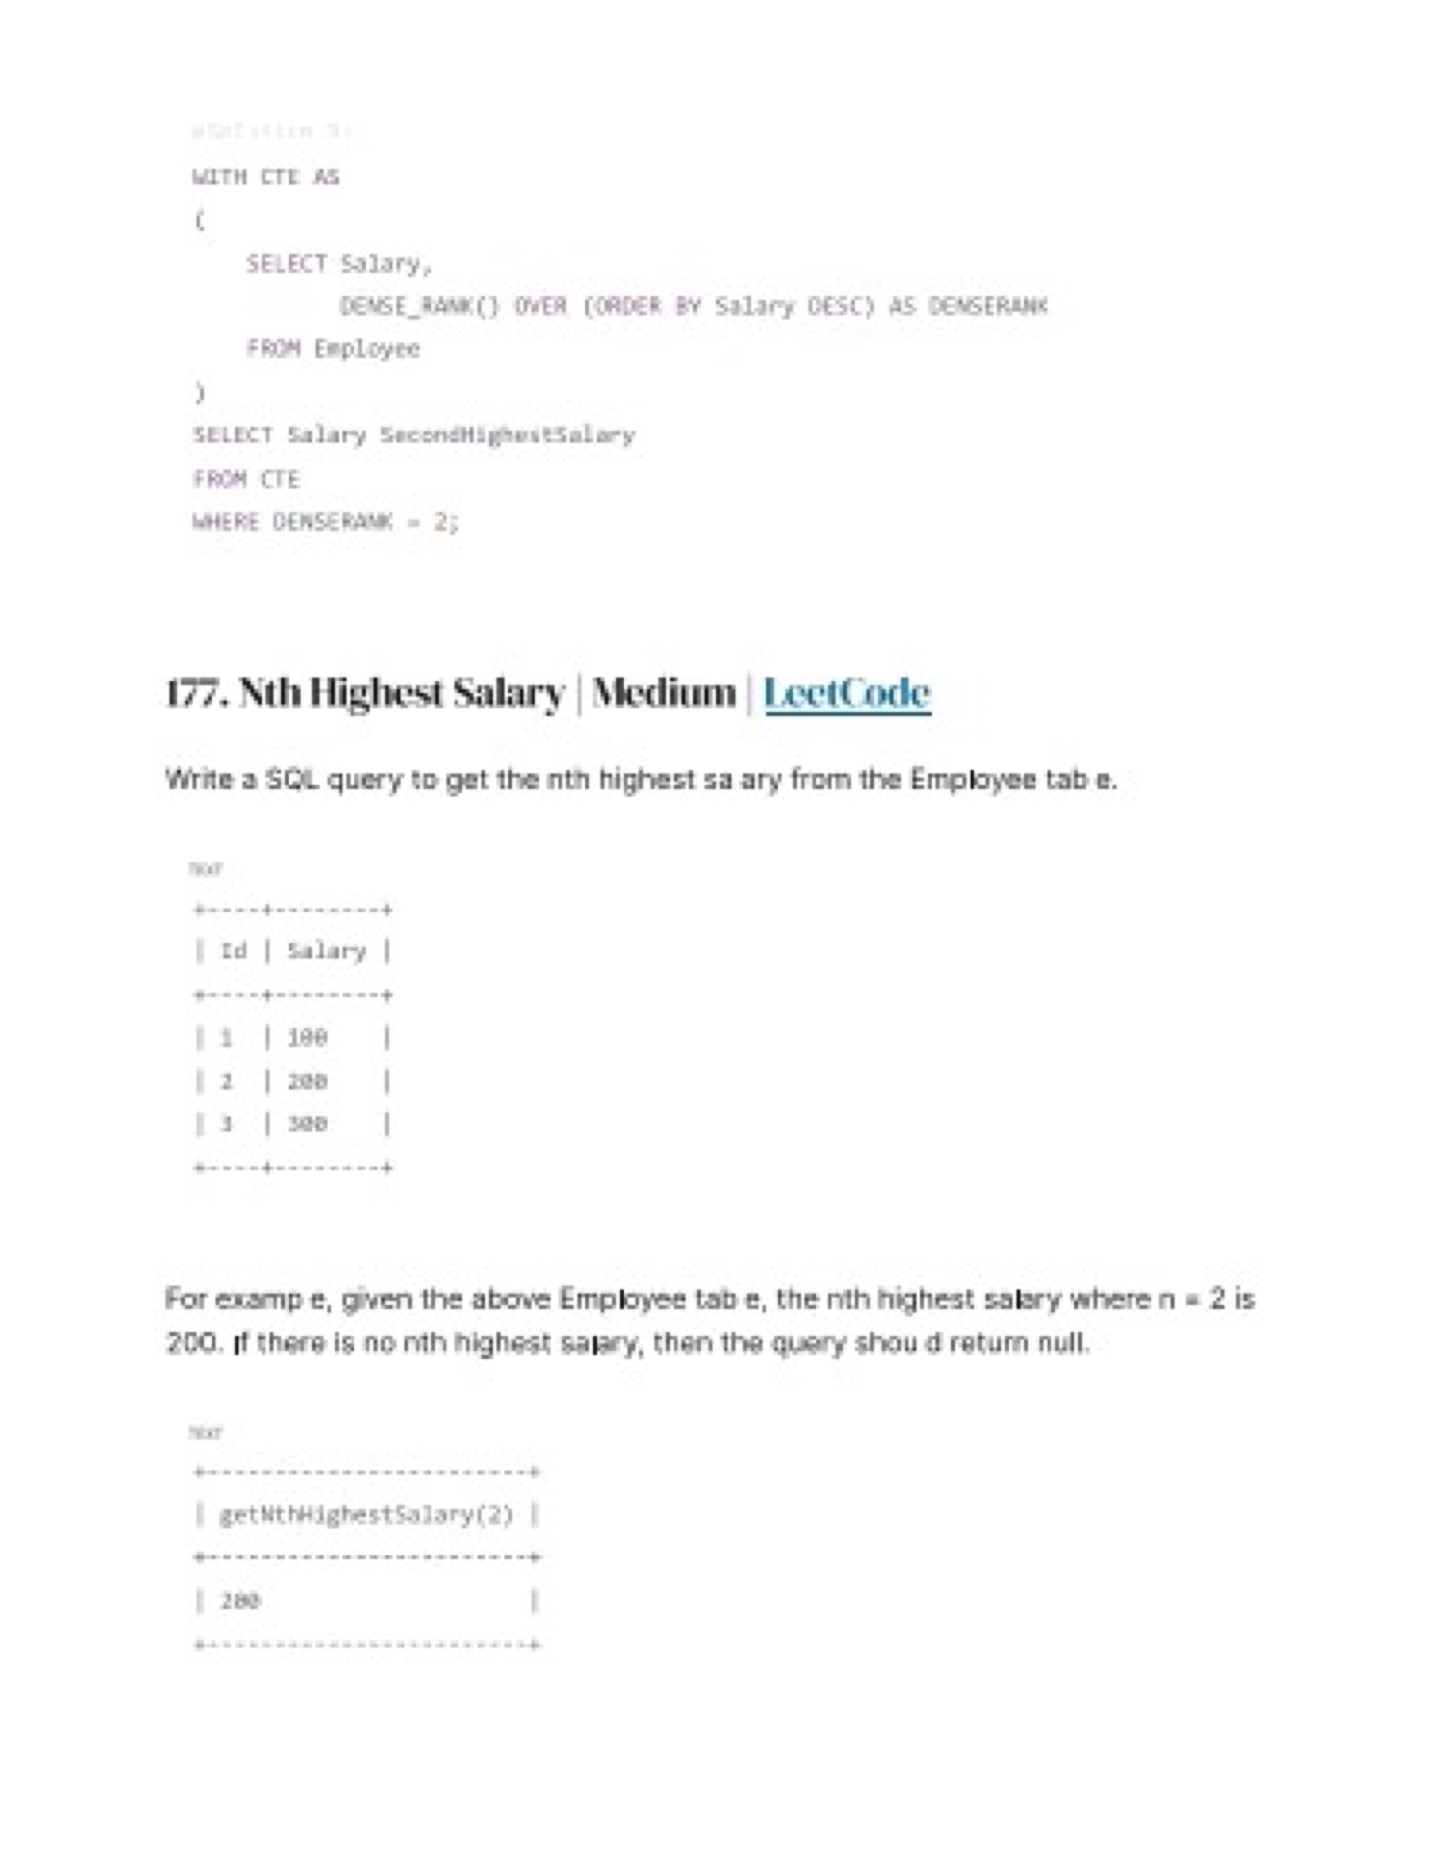 WITH CTE AS
(
SELECT Salary,
DENSE_RANK() OVER (ORDER BY Salary DESC) AS DENSERANK
FROM Employee
)
SELECT Salary SecondHighestSalary
FROM CTE
WHERE DENSERANK = 2;
177. Nth Highest Salary | Medium | LeetCode
Write a SQL query to get the nth highest sa ary from the Employee tab e.
+----+--------+
| Id | Salary |
+----+--------+
| 1 | 100 |
| 2 | 200 |
| 3 | 300 |
+----+--------+
For examp e, given the above Employee tab e, the nth highest salary where n = 2 is
200. If there is no nth highest salary, then the query shou d return null.
+------------------------+
| getNthHighestSalary(2) |
+------------------------+
| 200 |
+------------------------+